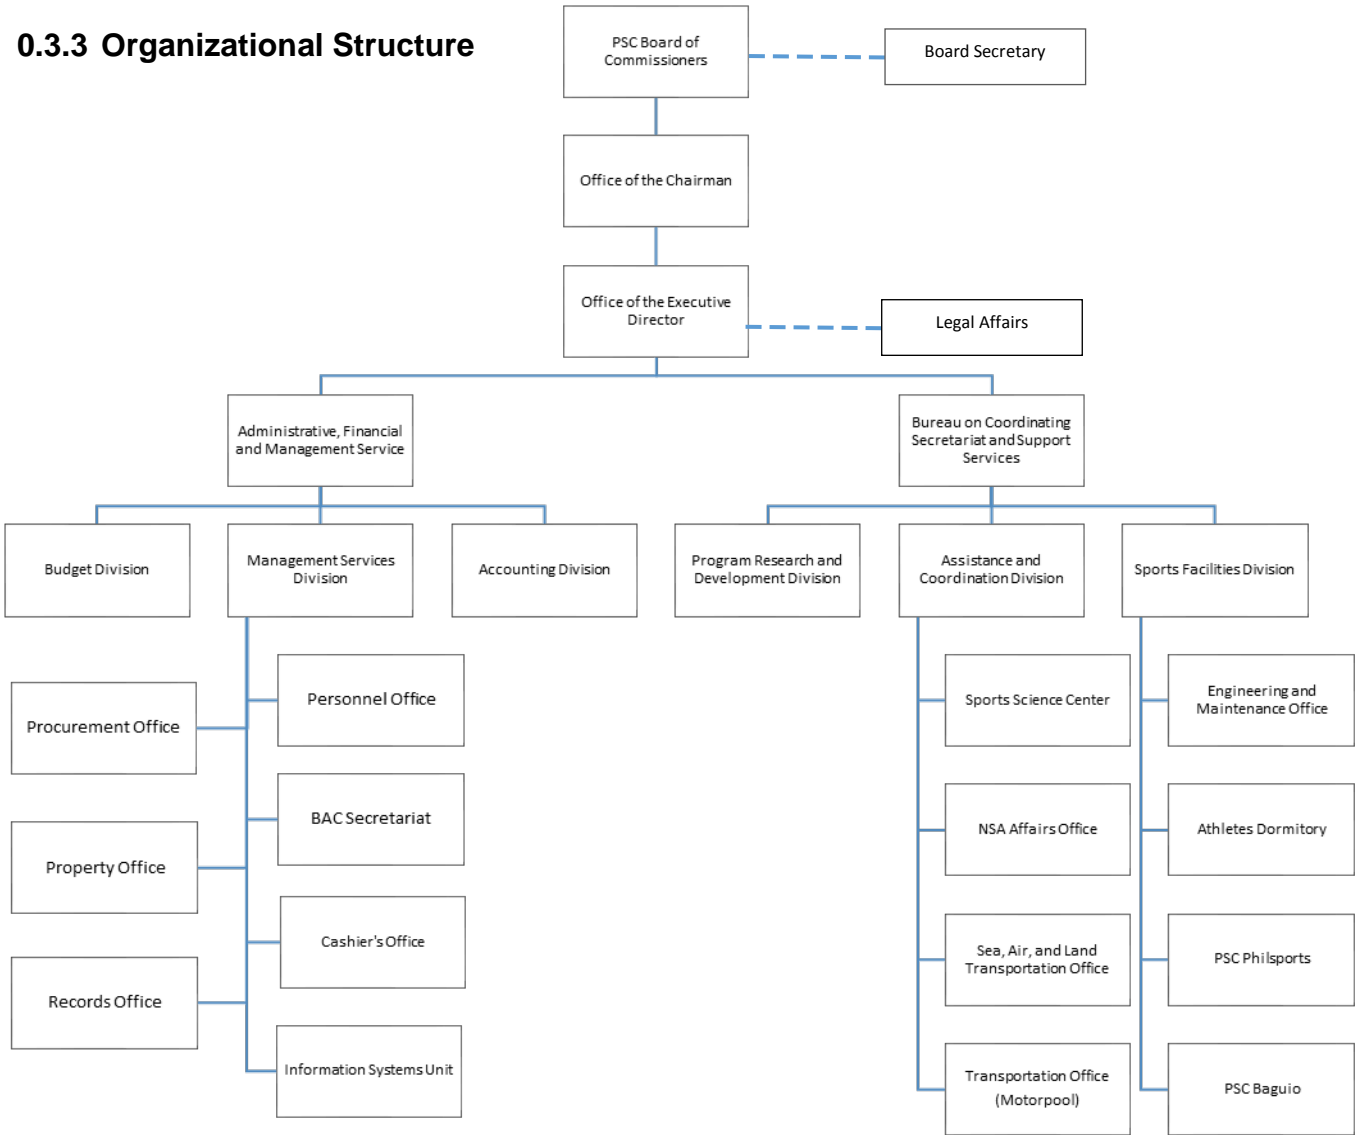 0.3.3 Organizational Structure
PSC Board of
Commissioners
Board Secretary
Office of the Chairman
Office of the Executive
Director
Legal Affairs
Administrative, Financial
and Management Service
Bureau on Coordinating
Secretariat and Support
Services
Budget Division
Management Services
Division
Accounting Division
Program Research and
Development Division
Assistance and
Coordination Division
Sports Facilities Division
Procurement Office
Property Office
Records Office
Personnel Office
BAC Secretariat
Cashier's Office
Information Systems Unit
Sports Science Center
NSA Affairs Office
Sea, Air, and Land
Transportation Office
Transportation Office
(Motorpool)
Engineering and
Maintenance Office
Athletes Dormitory
PSC Philsports
PSC Baguio